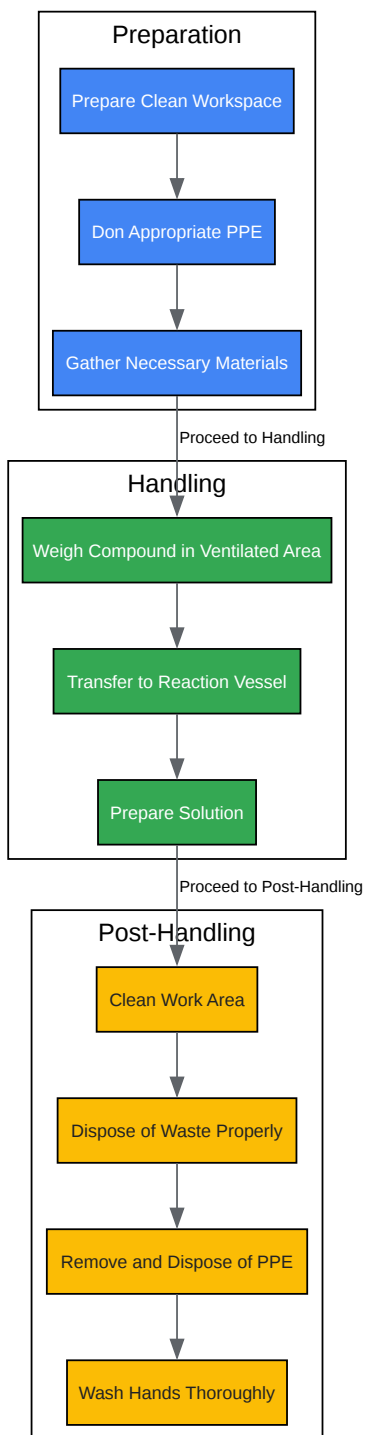 Preparation
Prepare Clean Workspace
Don Appropriate PPE
Gather Necessary Materials
Proceed to Handling
Handling
Weigh Compound in Ventilated Area
Transfer to Reaction Vessel
Prepare Solution
Proceed to Post-Handling
Post-Handling
Clean Work Area
Dispose of Waste Properly
Remove and Dispose of PPE
Wash Hands Thoroughly